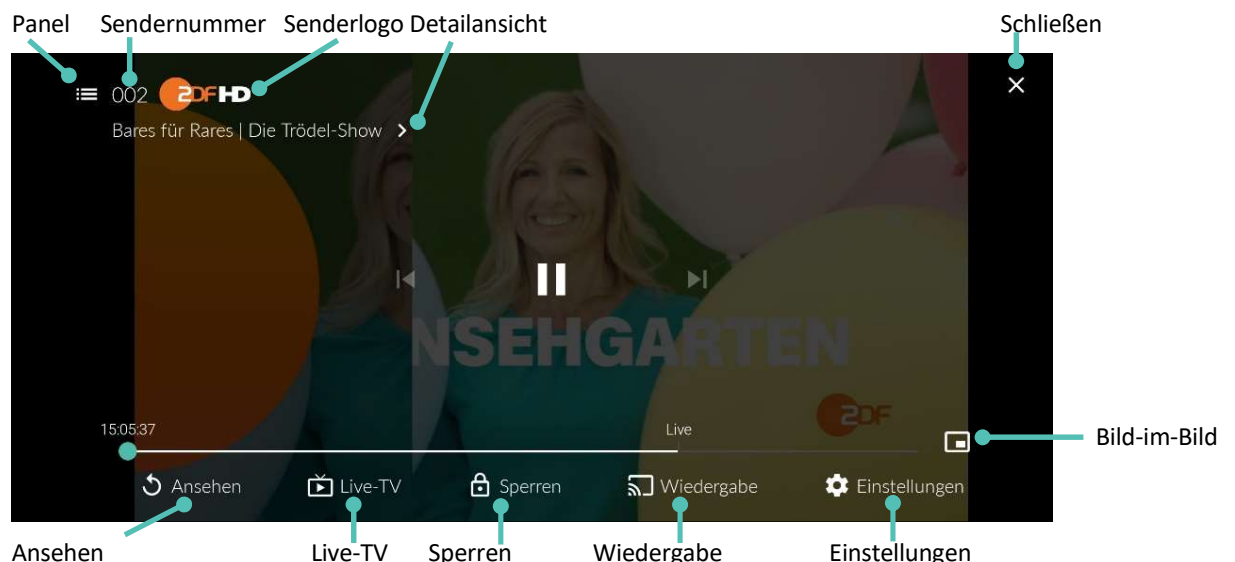 Panel Sendernummer Senderlogo Detailansicht Schließen
002 ZDF HD
Bares für Rares | Die Trödel-Show
NSEHGARTEN
ZDF
15:05:37 Live
Bild-im-Bild
Ansehen Live-TV Sperren Wiedergabe Einstellungen
Ansehen Live-TV Sperren Wiedergabe Einstellungen